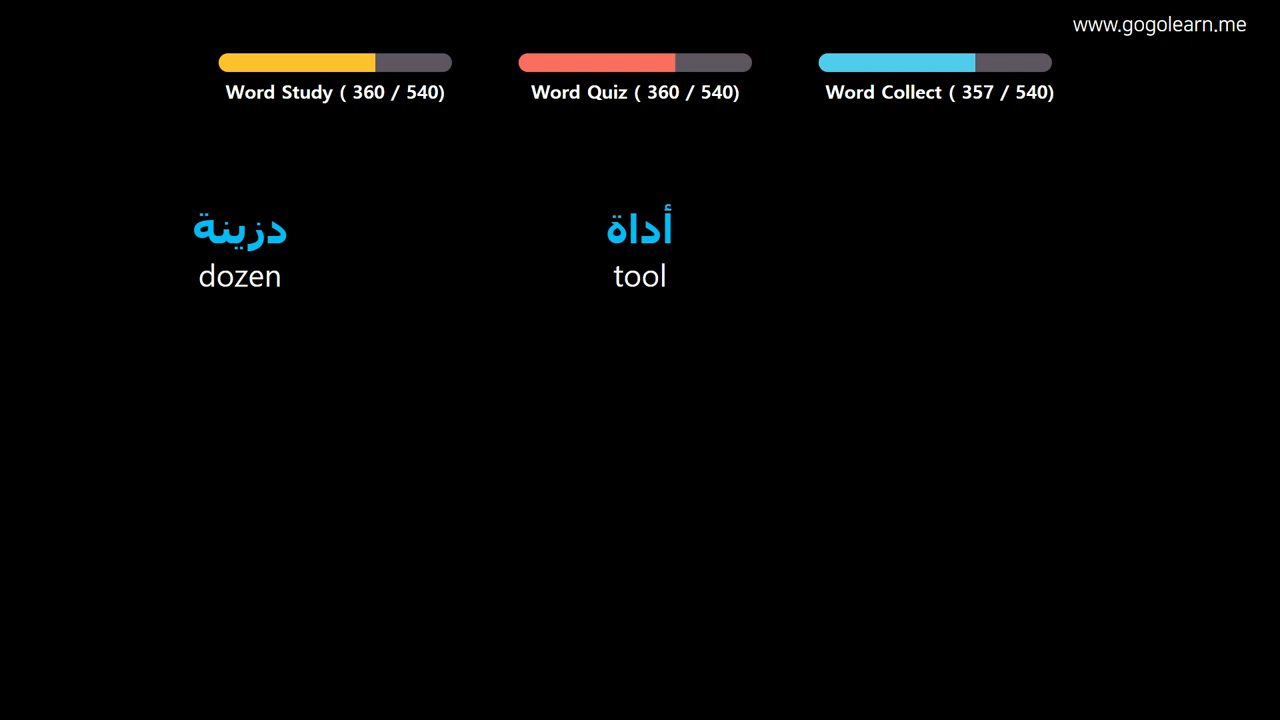 www.gogolearn.me
Word Study ( 360 / 540)
Word Quiz ( 360 / 540)
Word Collect ( 357 / 540)
دزينة
dozen
أداة
tool